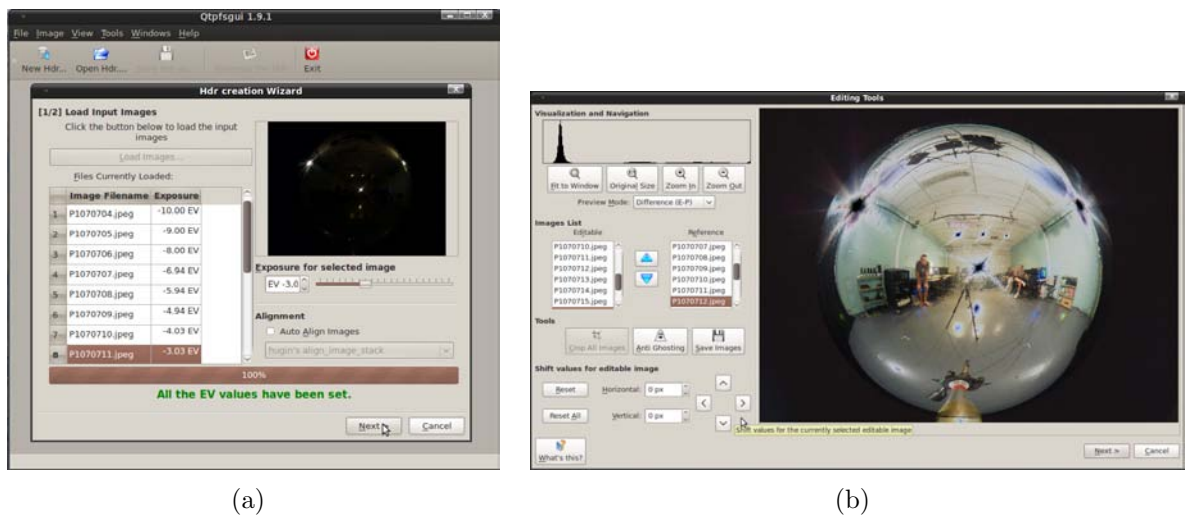 Qtpfsgui 1.9.1
File Image View Tools Windows Help
New Hdr... Open Hdr.... Exit
Hdr creation Wizard
[1/2] Load Input Images
Click the button below to load the input
images
Load Images...
Files Currently Loaded:
Image Filename Exposure
1 P1070704.jpeg -10.00 EV
2 P1070705.jpeg -9.00 EV
3 P1070706.jpeg -8.00 EV
4 P1070707.jpeg -6.94 EV
5 P1070708.jpeg -5.94 EV
6 P1070709.jpeg -4.94 EV
7 P1070710.jpeg -4.03 EV
8 P1070711.jpeg -3.03 EV
Exposure for selected image
EV -3.0
Alignment
Auto Align Images
hugin's align_image_stack
100%
All the EV values have been set.
Next Cancel
(a)
Editing Tools
Visualization and Navigation
Fit to Window Original Size Zoom In Zoom Out
Preview Mode: Difference (E-P)
Images List
Editable Reference
P1070710.jpeg P1070707.jpeg
P1070711.jpeg P1070708.jpeg
P1070712.jpeg P1070709.jpeg
P1070713.jpeg P1070710.jpeg
P1070714.jpeg P1070711.jpeg
P1070715.jpeg P1070712.jpeg
Tools
Crop All Images Anti Ghosting Save Images
Shift values for editable image
Reset Horizontal: 0 px
Reset All Vertical: 0 px
Shift values for the currently selected editable image
What's this?
Next > Cancel
(b)